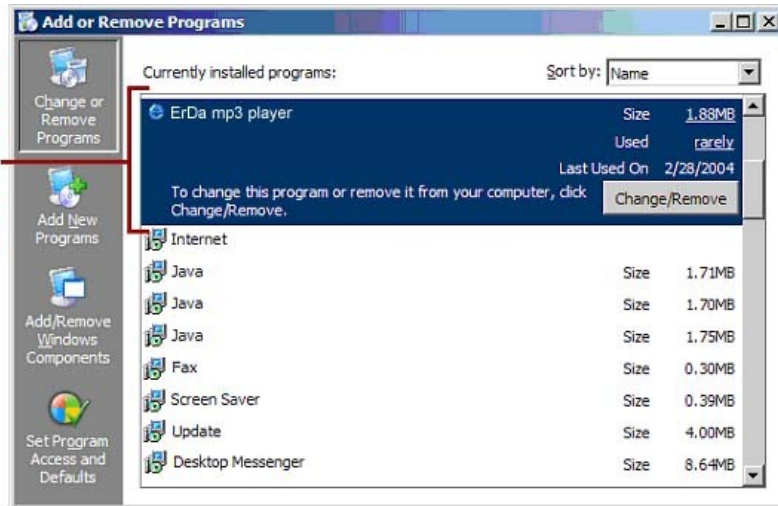 Add or Remove Programs
Change or
Remove
Programs
Add New
Programs
Add/Remove
Windows
Components
Set Program
Access and
Defaults
Currently installed programs:
Sort by: Name
ErDa mp3 player Size 1.88MB
Used rarely
Last Used On 2/28/2004
To change this program or remove it from your computer, click
Change/Remove.
Change/Remove
Internet
Java Size 1.71MB
Java Size 1.70MB
Java Size 1.75MB
Fax Size 0.30MB
Screen Saver Size 0.39MB
Update Size 4.00MB
Desktop Messenger Size 8.64MB